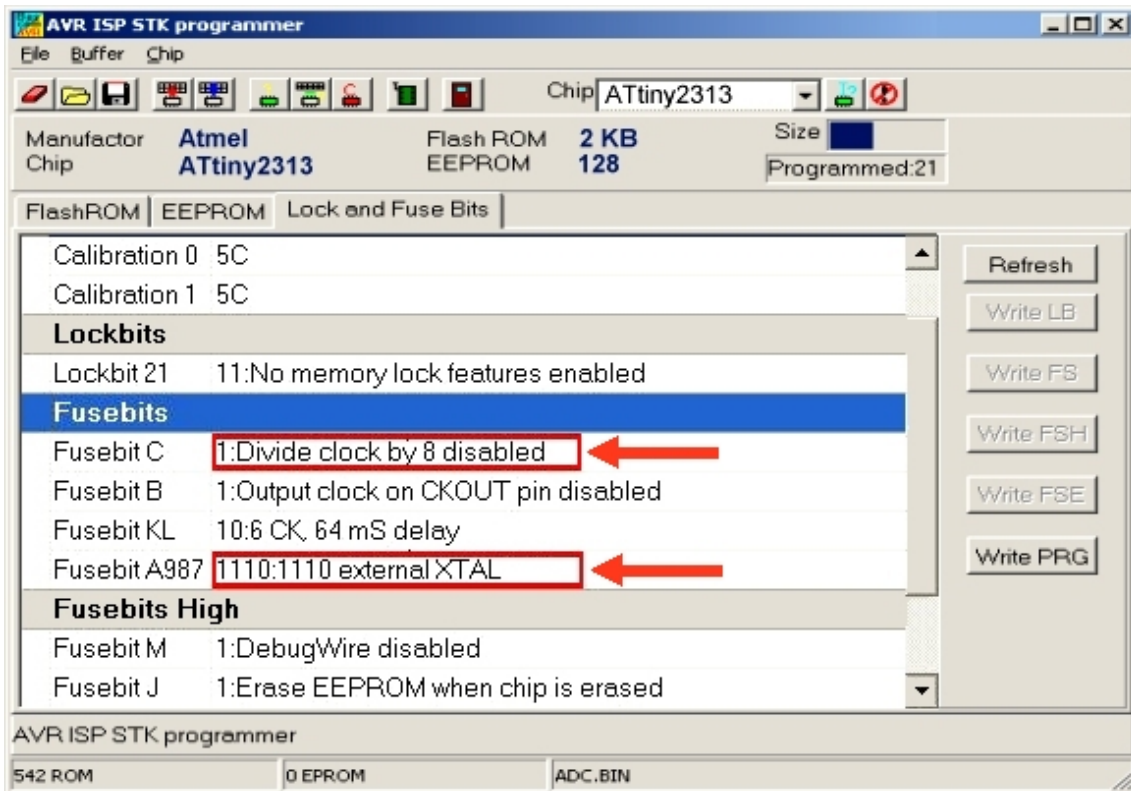 AVR ISP STK programmer
File Buffer Chip
Chip ATtiny2313
Manufactor Atmel Flash ROM 2 KB Size
Chip ATtiny2313 EEPROM 128 Programmed:21
FlashROM EEPROM Lock and Fuse Bits
Calibration 0 5C
Calibration 1 5C
Lockbits
Lockbit 21 11:No memory lock features enabled
Fusebits
Fusebit C 1:Divide clock by 8 disabled
Fusebit B 1:Output clock on CKOUT pin disabled
Fusebit KL 10:6 CK, 64 mS delay
Fusebit A987 1110:1110 external XTAL
Fusebits High
Fusebit M 1:DebugWire disabled
Fusebit J 1:Erase EEPROM when chip is erased
Refresh
Write LB
Write FS
Write FSH
Write FSE
Write PRG
AVR ISP STK programmer
542 ROM 0 EPROM ADC.BIN